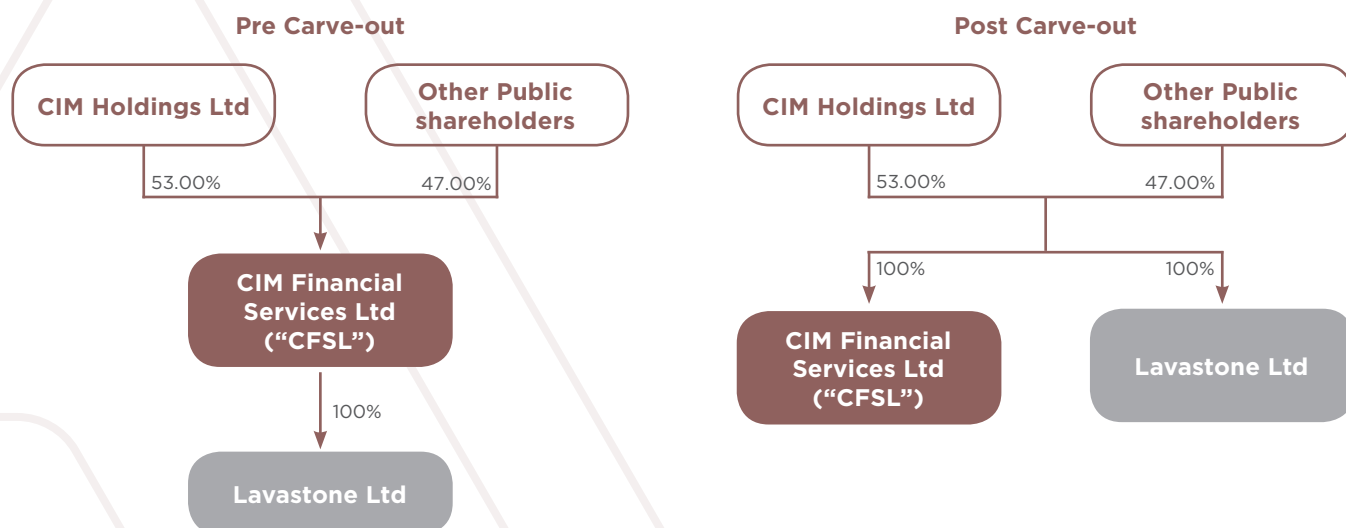 Pre Carve-out
CIM Holdings Ltd
Other Public
shareholders
53.00%
47.00%
CIM Financial
Services Ltd
(“CFSL”)
100%
Lavastone Ltd
Post Carve-out
CIM Holdings Ltd
Other Public
shareholders
53.00%
47.00%
100%
100%
CIM Financial
Services Ltd
(“CFSL”)
Lavastone Ltd